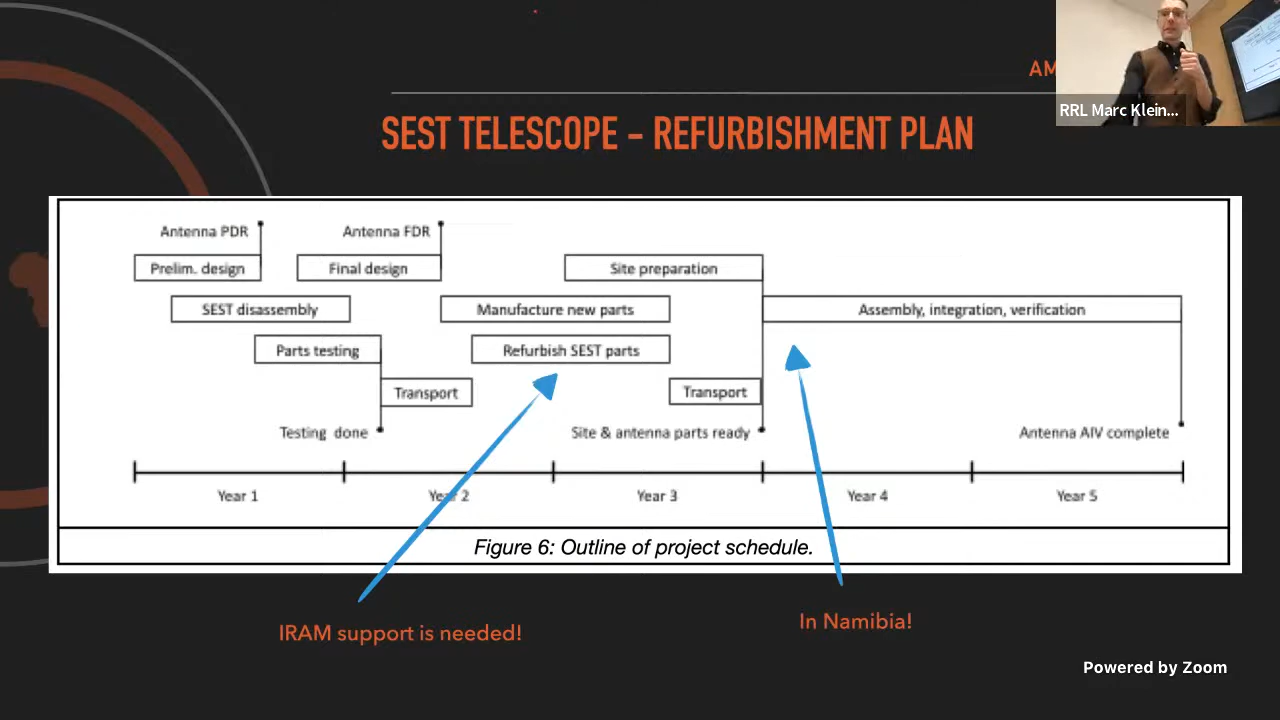 AM
RRL Marc Klein...
SEST TELESCOPE - REFURBISHMENT PLAN
Antenna PDR
Antenna FDR
Prelim. design
Final design
Site preparation
SEST disassembly
Manufacture new parts
Assembly, integration, verification
Parts testing
Refurbish SEST parts
Transport
Transport
Testing done
Site & antenna parts ready
Antenna AIV complete
Year 1
Year 2
Year 3
Year 4
Year 5
Figure 6: Outline of project schedule.
IRAM support is needed!
In Namibia!
Powered by Zoom